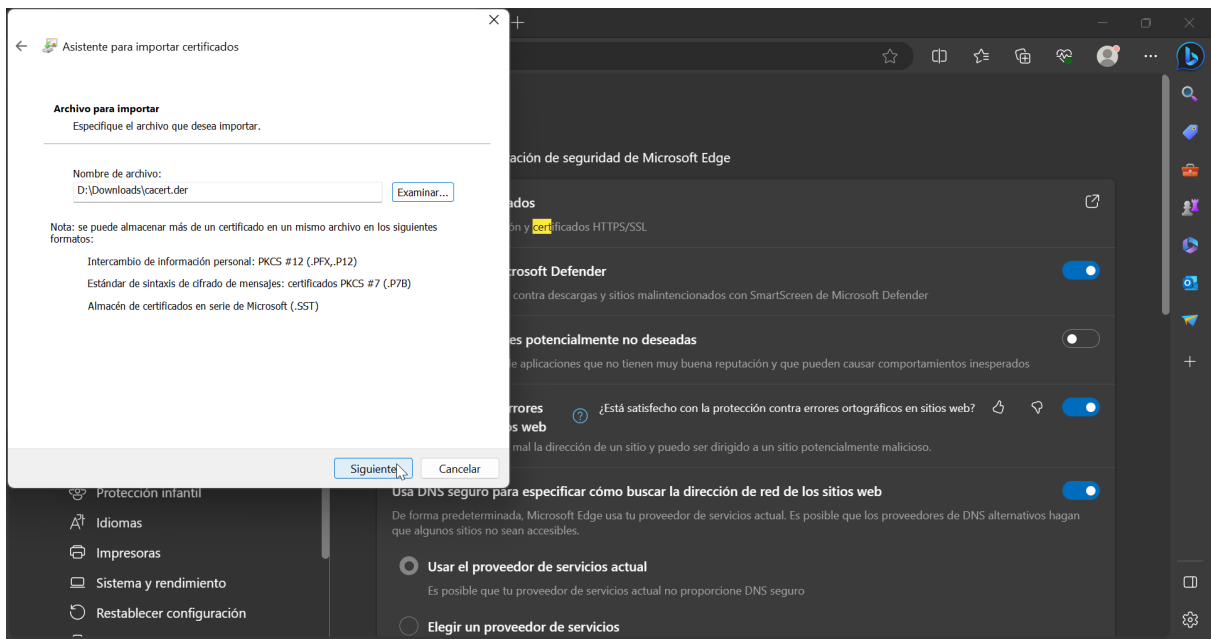 Asistente para importar certificados
Archivo para importar
Especifique el archivo que desea importar.
Nombre de archivo:
D:\Downloads\cacert.der
Examinar...
Nota: se puede almacenar más de un certificado en un mismo archivo en los siguientes
formatos:
Intercambio de información personal: PKCS #12 (.PFX,.P12)
Estándar de sintaxis de cifrado de mensajes: certificados PKCS #7 (.P7B)
Almacén de certificados en serie de Microsoft (.SST)
Siguiente
Cancelar
ación de seguridad de Microsoft Edge
ados
ón y certificados HTTPS/SSL
crosoft Defender
contra descargas y sitios malintencionados con SmartScreen de Microsoft Defender
es potencialmente no deseadas
e aplicaciones que no tienen muy buena reputación y que pueden causar comportamientos inesperados
rrores
os web
¿Está satisfecho con la protección contra errores ortográficos en sitios web?
mal la dirección de un sitio y puedo ser dirigido a un sitio potencialmente malicioso.
Usa DNS seguro para especificar cómo buscar la dirección de red de los sitios web
De forma predeterminada, Microsoft Edge usa tu proveedor de servicios actual. Es posible que los proveedores de DNS alternativos hagan
que algunos sitios no sean accesibles.
Usar el proveedor de servicios actual
Es posible que tu proveedor de servicios actual no proporcione DNS seguro
Elegir un proveedor de servicios
Protección infantil
Idiomas
Impresoras
Sistema y rendimiento
Restablecer configuración